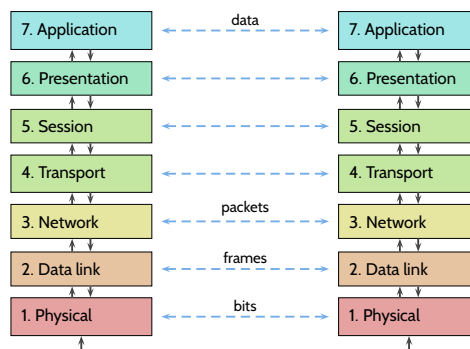 7. Application data 7. Application
6. Presentation 6. Presentation
5. Session 5. Session
4. Transport 4. Transport
3. Network packets 3. Network
2. Data link frames 2. Data link
1. Physical bits 1. Physical